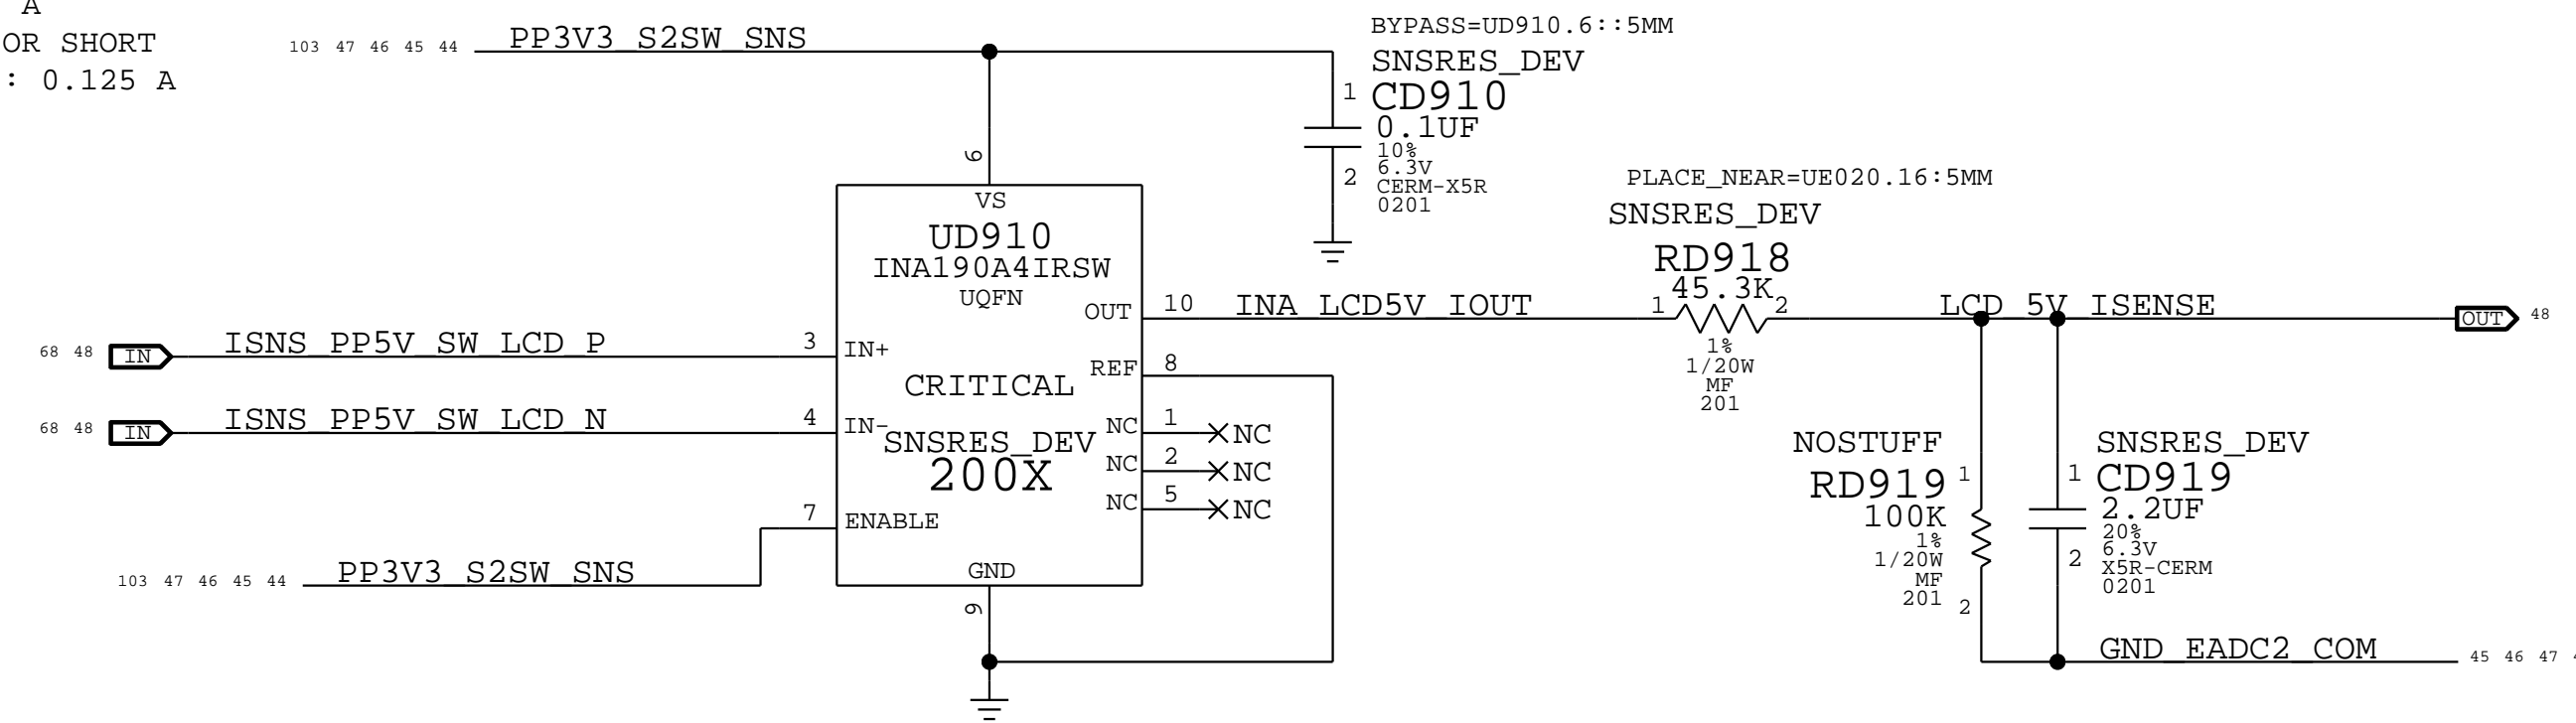 A
OR SHORT
: 0.125 A
103 47 46 45 44 PP3V3_S2SW_SNS
BYPASS=UD910.6::5MM
SNSRES_DEV
1 CD910
0.1UF
10%
6.3V
2 CERM-X5R
0201
6
VS
UD910
INA190A4IRSW
UQFN
PLACE_NEAR=UE020.16:5MM
SNSRES_DEV
RD918
45.3K
1 2
1%
1/20W
MF
201
OUT 10 INA_LCD5V_IOUT
LCD_5V_ISENSE
OUT 48
68 48 IN ISNS_PP5V_SW_LCD_P 3 IN+
REF 8
CRITICAL
68 48 IN ISNS_PP5V_SW_LCD_N 4 IN-
NC 1 NC
SNSRES_DEV
200X
NC 2 NC
NC 5 NC
7 ENABLE
103 47 46 45 44 PP3V3_S2SW_SNS
GND
9
NOSTUFF
RD919 1
100K
1%
1/20W
MF
201 2
SNSRES_DEV
1 CD919
2.2UF
20%
6.3V
2 X5R-CERM
0201
GND_EADC2_COM 45 46 47